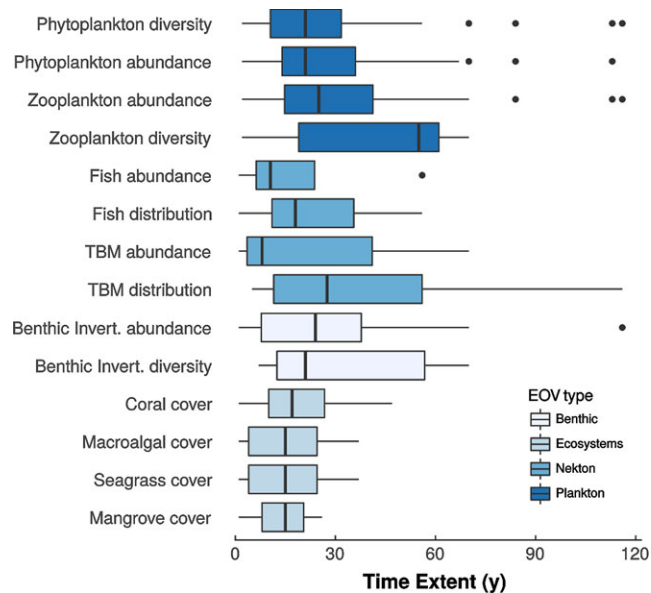 Phytoplankton diversity
Phytoplankton abundance
Zooplankton abundance
Zooplankton diversity
Fish abundance
Fish distribution
TBM abundance
TBM distribution
Benthic Invert. abundance
Benthic Invert. diversity
Coral cover
Macroalgal cover
Seagrass cover
Mangrove cover
EOV type
Benthic
Ecosystems
Nekton
Plankton
0 30 60 90 120
Time Extent (y)